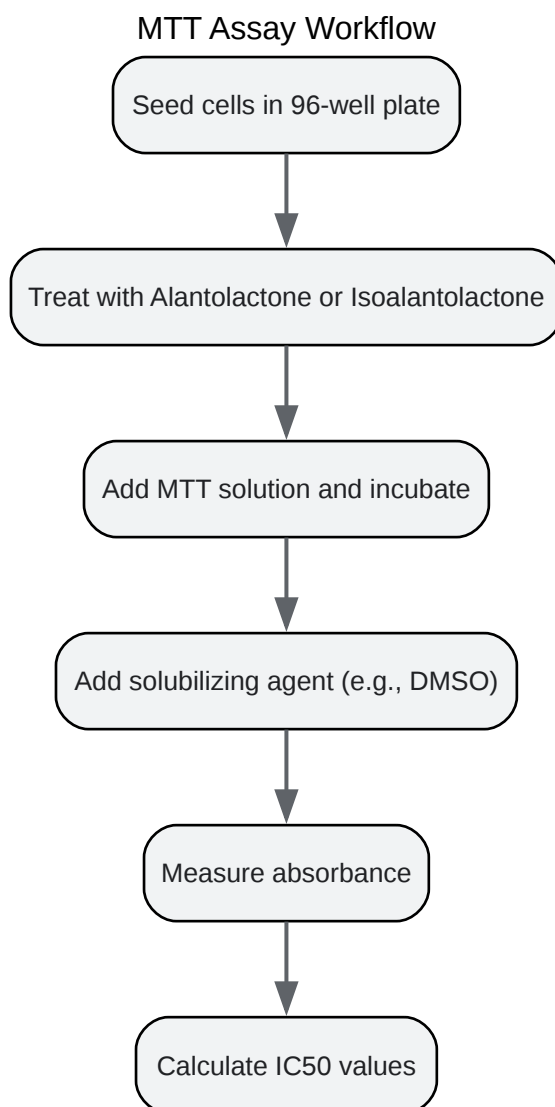 MTT Assay Workflow
Seed cells in 96-well plate
Treat with Alantolactone or Isoalantolactone
Add MTT solution and incubate
Add solubilizing agent (e.g., DMSO)
Measure absorbance
Calculate IC50 values